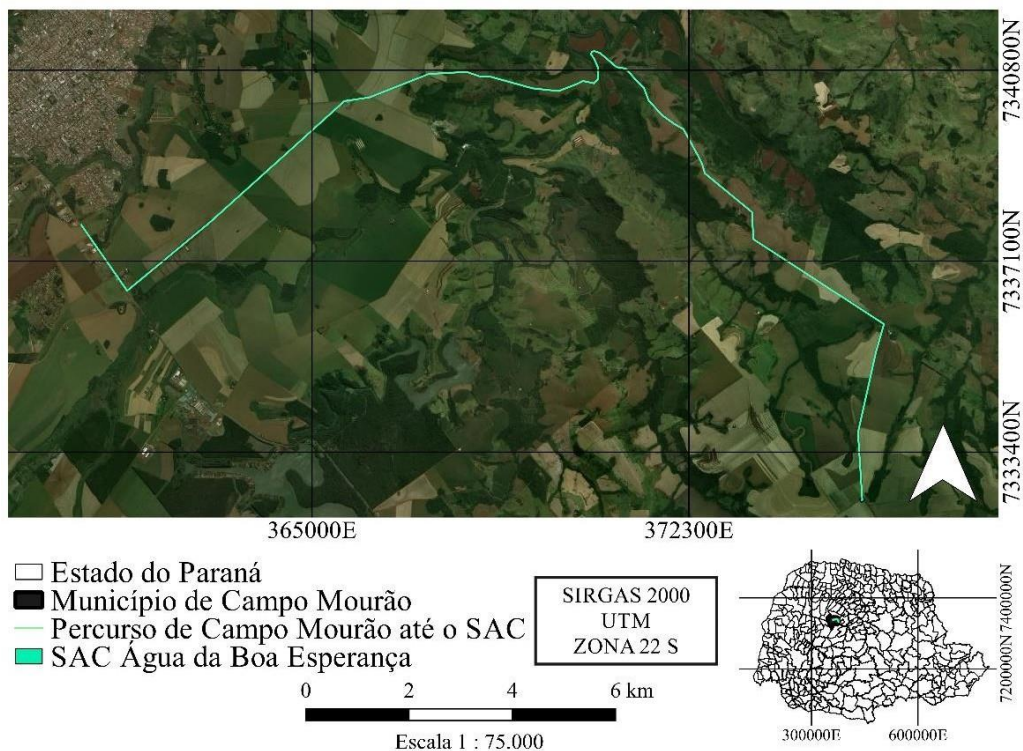 7340800N
7337100N
7333400N
365000E
372300E
Estado do Paraná
Município de Campo Mourão
Percurso de Campo Mourão até o SAC
SAC Água da Boa Esperança
SIRGAS 2000
UTM
ZONA 22 S
0 2 4 6 km
Escala 1 : 75.000
7400000N
7200000N
300000E 600000E